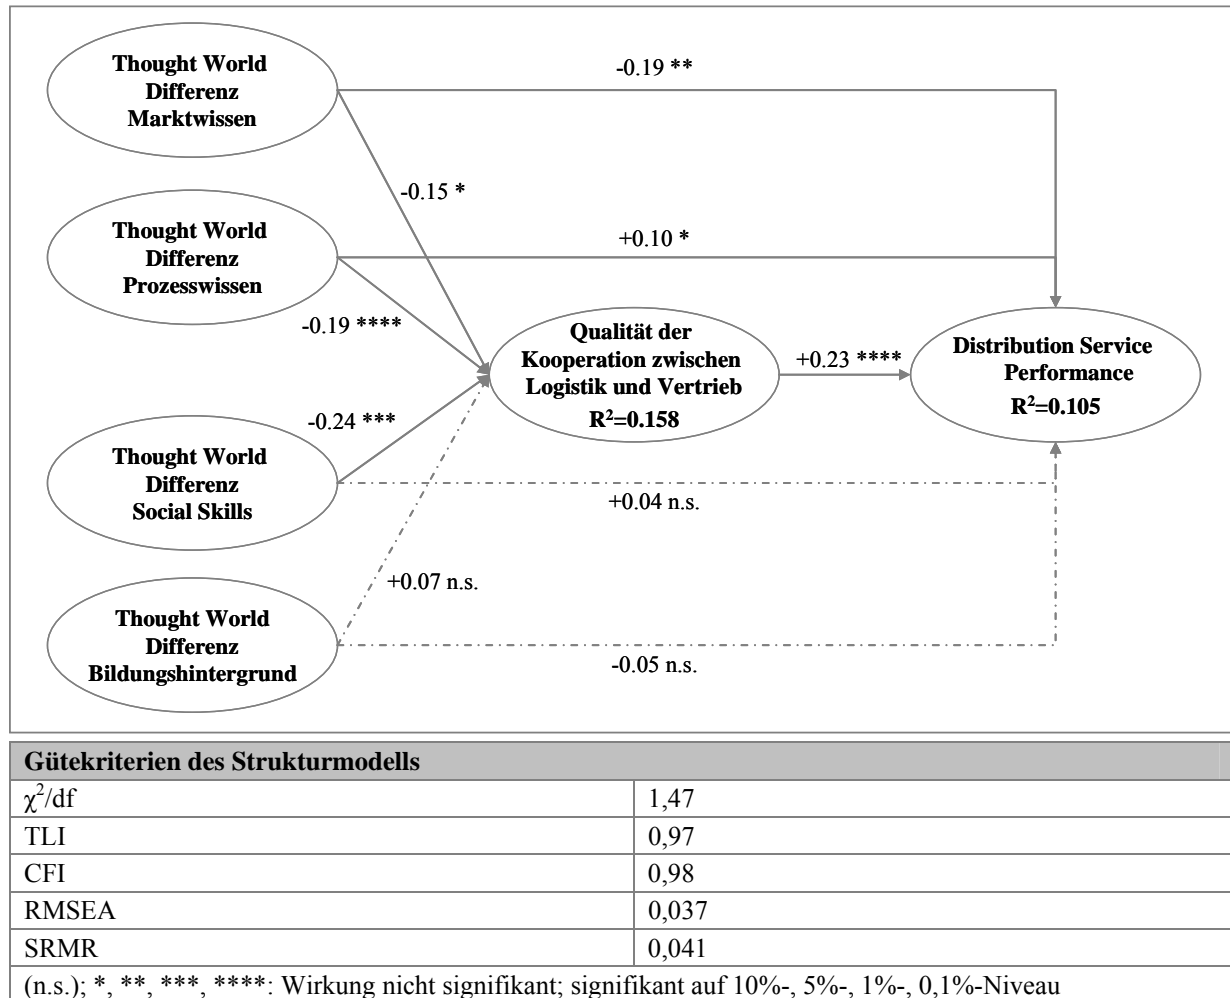 Thought World
Differenz
Marktwissen
-0.19 **
-0.15 *
Thought World
Differenz
Prozesswissen
+0.10 *
-0.19 ****
Qualität der
Kooperation zwischen
Logistik und Vertrieb
R²=0.158
+0.23 ****
Distribution Service
Performance
R²=0.105
-0.24 ***
Thought World
Differenz
Social Skills
+0.04 n.s.
+0.07 n.s.
Thought World
Differenz
Bildungshintergrund
-0.05 n.s.
Gütekriterien des Strukturmodells
χ²/df 1,47
TLI 0,97
CFI 0,98
RMSEA 0,037
SRMR 0,041
(n.s.); *, **, ***, ****: Wirkung nicht signifikant; signifikant auf 10%-, 5%-, 1%-, 0,1%-Niveau